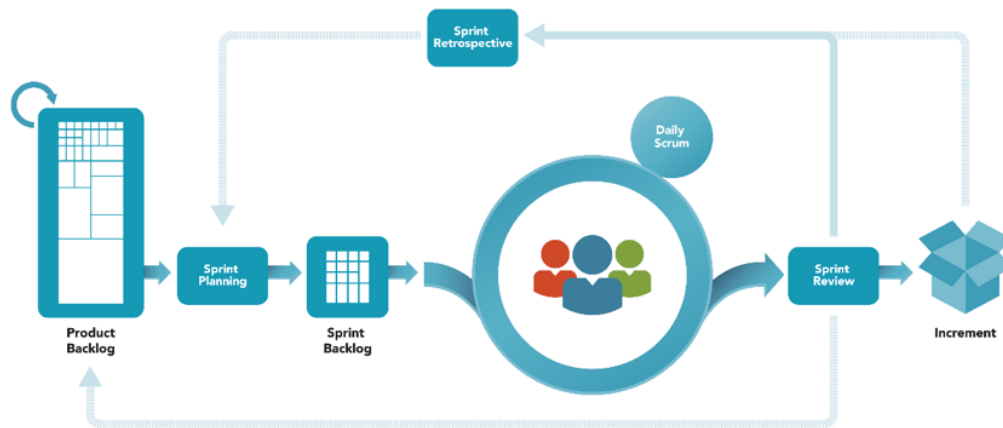 Sprint
Retrospective
Daily
Scrum
Sprint
Planning
Sprint
Review
Product
Backlog
Sprint
Backlog
Increment